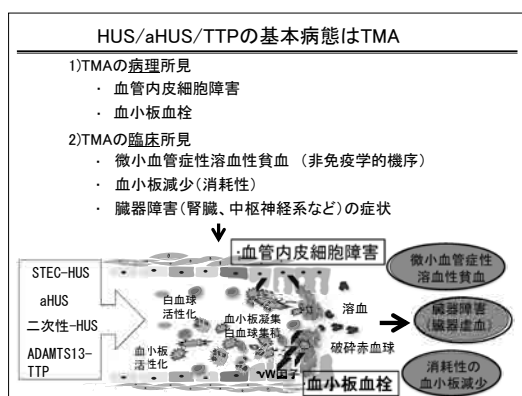 HUS/aHUS/TTPの基本病態はTMA
1)TMAの病理所見
・ 血管内皮細胞障害
・ 血小板血栓
2)TMAの臨床所見
・ 微小血管症性溶血性貧血 (非免疫学的機序)
・ 血小板減少(消耗性)
・ 臓器障害(腎臓、中枢神経系など)の症状
・血管内皮細胞障害
STEC-HUS
aHUS
二次性-HUS
ADAMTS13-
TTP
白血球
活性化
血小板
活性化
血小板凝集
白血球集積
vW因子
溶血
破砕赤血球
・血小板血栓
微小血管症性
溶血性貧血
臓器障害
(臓器虚血)
消耗性の
血小板減少